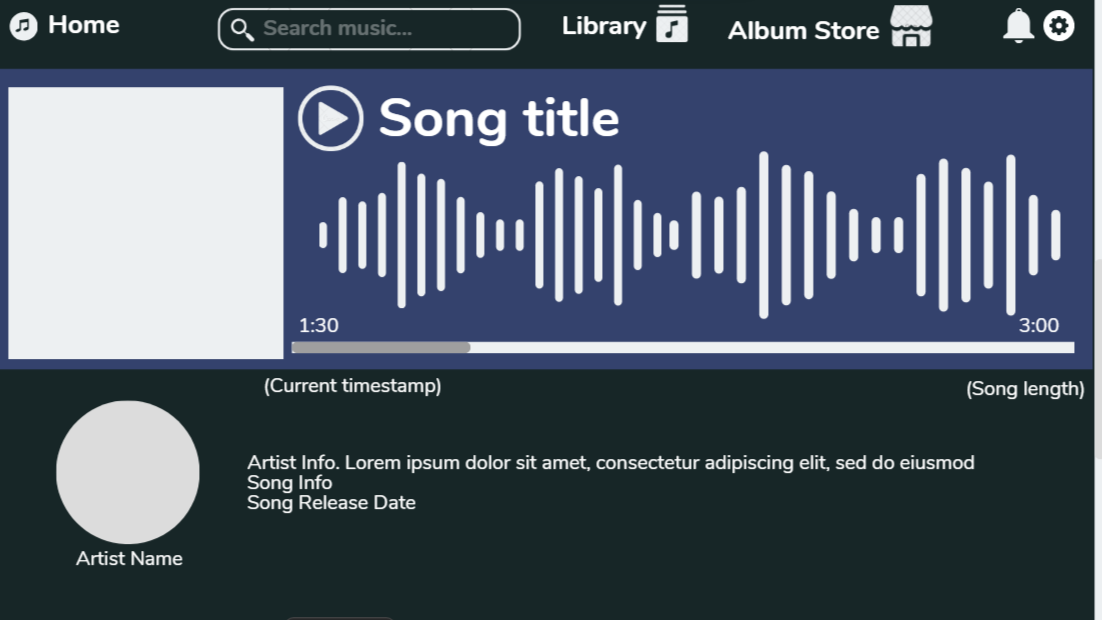 Home
Search music...
Library
Album Store
Song title
1:30
3:00
(Current timestamp)
(Song length)
Artist Info. Lorem ipsum dolor sit amet, consectetur adipiscing elit, sed do eiusmod
Song Info
Song Release Date
Artist Name